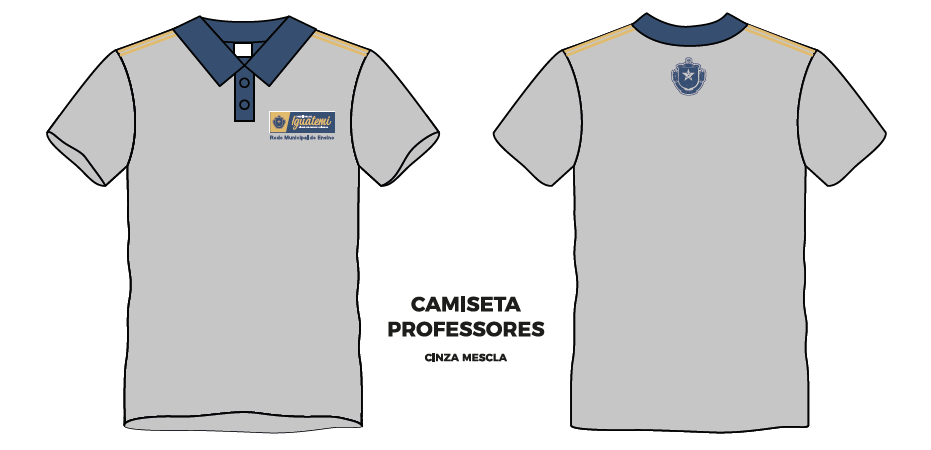 Iguatemi
Rede Municipal de Ensino
CAMISETA
PROFESSORES
CINZA MESCLA